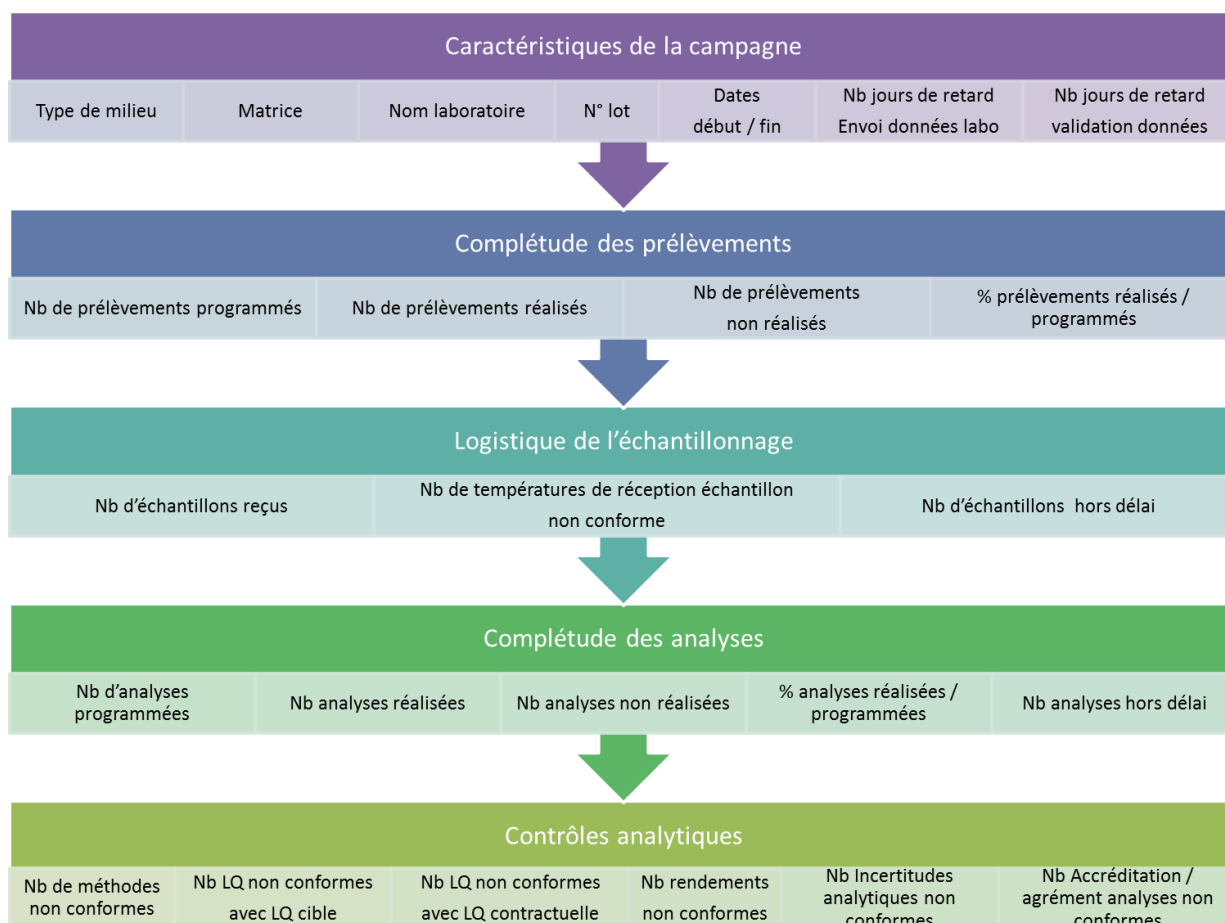 Caractéristiques de la campagne
Type de milieu
Matrice
Nom laboratoire
N° lot
Dates
début / fin
Nb jours de retard
Envoi données labo
Nb jours de retard
validation données
Complétude des prélèvements
Nb de prélèvements programmés
Nb de prélèvements réalisés
Nb de prélèvements
non réalisés
% prélèvements réalisés /
programmés
Logistique de l'échantillonnage
Nb d'échantillons reçus
Nb de températures de réception échantillon
non conforme
Nb d'échantillons hors délai
Complétude des analyses
Nb d'analyses
programmées
Nb analyses réalisées
Nb analyses non réalisées
% analyses réalisées /
programmées
Nb analyses hors délai
Contrôles analytiques
Nb de méthodes
non conformes
Nb LQ non conformes
avec LQ cible
Nb LQ non conformes
avec LQ contractuelle
Nb rendements
non conformes
Nb Incertitudes
analytiques non
conformes
Nb Accréditation /
agrément analyses non
conformes